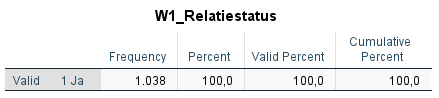 W1_Relatiestatus
Frequency Percent Valid Percent Cumulative Percent
Valid 1 Ja 1.038 100,0 100,0 100,0